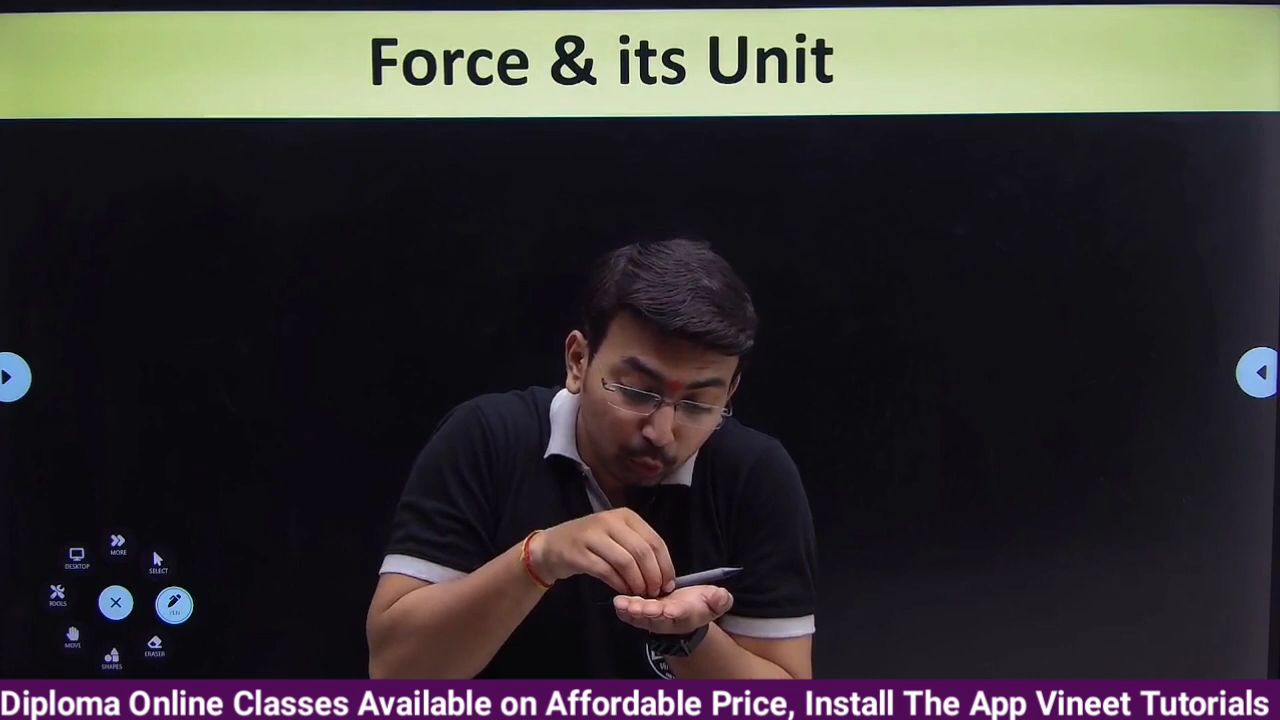 Force & its Unit
MORE
DESKTOP
SELECT
TOOLS
PEN
MOVE
ERASER
SHAPES
Diploma Online Classes Available on Affordable Price, Install The App Vineet Tutorials